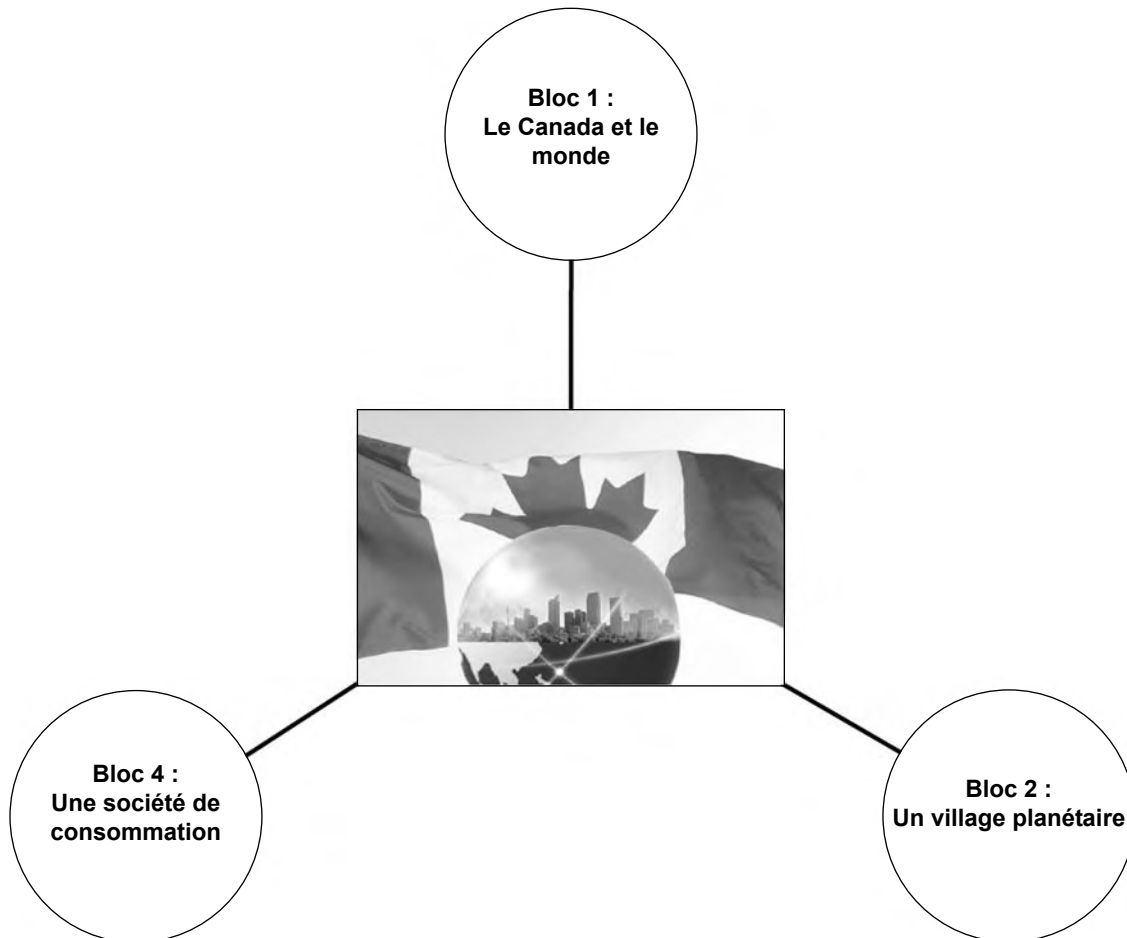 Bloc 1 :
Le Canada et le
monde
Bloc 4 :
Une société de
consommation
Bloc 2 :
Un village planétaire